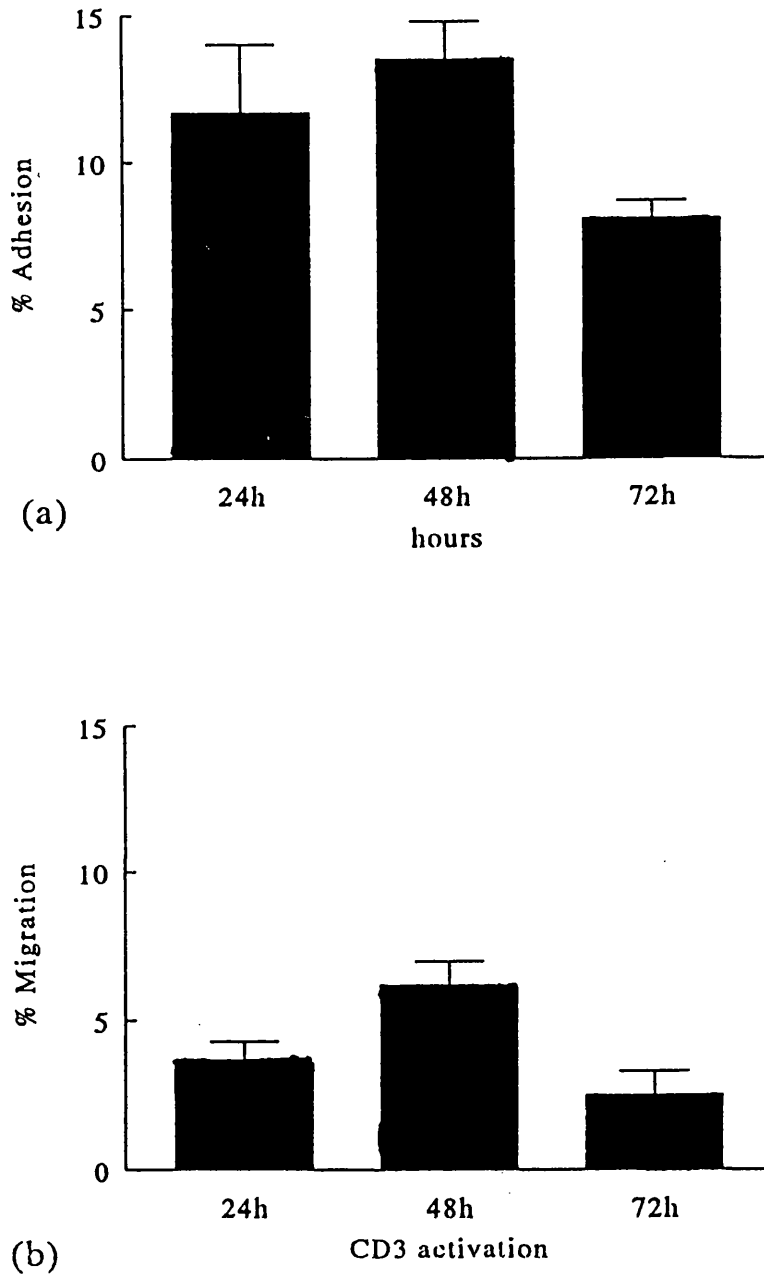 15
10
5
0
% Adhesion
24h 48h 72h
hours
(a)
15
10
5
0
% Migration
24h 48h 72h
CD3 activation
(b)